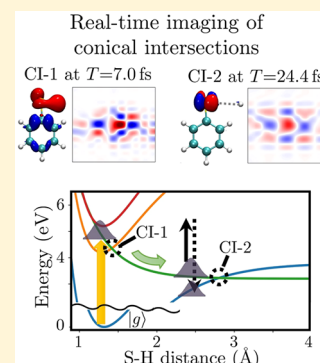 Real-time imaging of
conical intersections
CI-1 at T=7.0 fs
CI-2 at T=24.4 fs
6
4
2
0
Energy (eV)
CI-1
CI-2
|g⟩
1
2
3
4
S-H distance (Å)